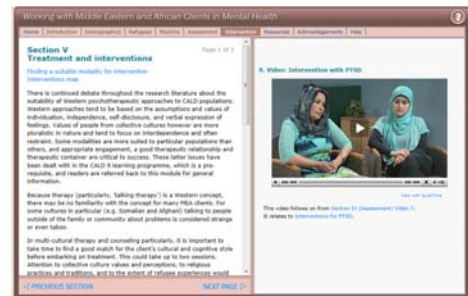 Working with Middle Eastern and African Clients in Mental Health
Home | Introduction | Demographics | Refugees | Muslims | Assessment | Intervention | Resources | Acknowledgements | Help |
Section V
Page 1 of 3
Treatment and interventions
Finding a suitable modality for intervention
Interventions map
There is continued debate throughout the research literature about the
suitability of Western psychotherapeutic approaches to CALD populations.
Western approaches tend to be based on the assumptions and values of
individuation, independence, self-disclosure, and verbal expression of
feelings. Values of people from collective cultures however are more
pluralistic in nature and tend to focus on interdependence and often
restraint. Some modalities are more suited to particular populations than
others, and appropriate engagement, a good therapeutic relationship and
therapeutic container are critical to success. These latter issues have
been dealt with in the CALD 9 learning programme, which is a pre-
requisite, and readers are referred back to this module for general
information.
Because therapy (particularly, 'talking therapy') is a Western concept,
there may be no familiarity with the concept for many MEA clients. For
some cultures in particular (e.g. Somalian and Afghani) talking to people
outside of the family or community about problems is considered strange
or even taboo.
In multi-cultural therapy and counseling particularly, it is important to
take time to find a good match for the client's cultural and cognitive style
before embarking on treatment. This could take up to two sessions.
Attention to collective culture values and perceptions, to religious
practices and traditions, and to the extent of refugee experiences would
PREVIOUS SECTION
NEXT PAGE
9. Video: Intervention with PTSD
View with QuickTime
This video follows on from Section IV (Assessment) Video 7.
It relates to Interventions for PTSD.